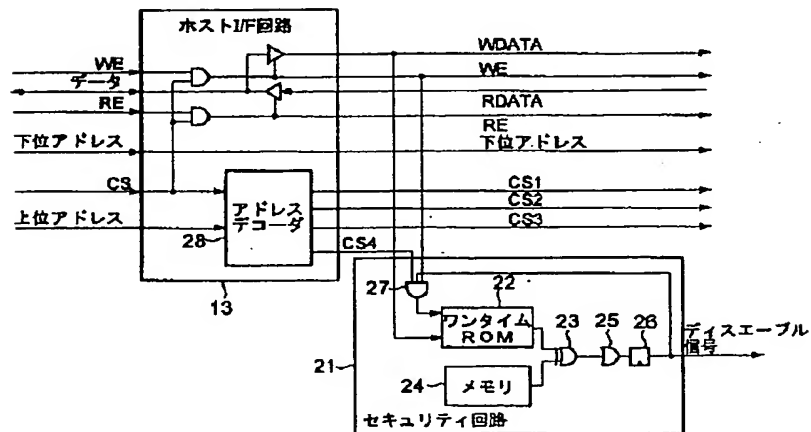 ホストI/F回路
WE
データ
RE
下位アドレス
CS
上位アドレス
アドレス
デコーダ
28
13
WDATA
WE
RDATA
RE
下位アドレス
CS1
CS2
CS3
CS4
27
22
ワンタイム
ROM
23
25
26
ディスエーブル
信号
21
24
メモリ
セキュリティ回路